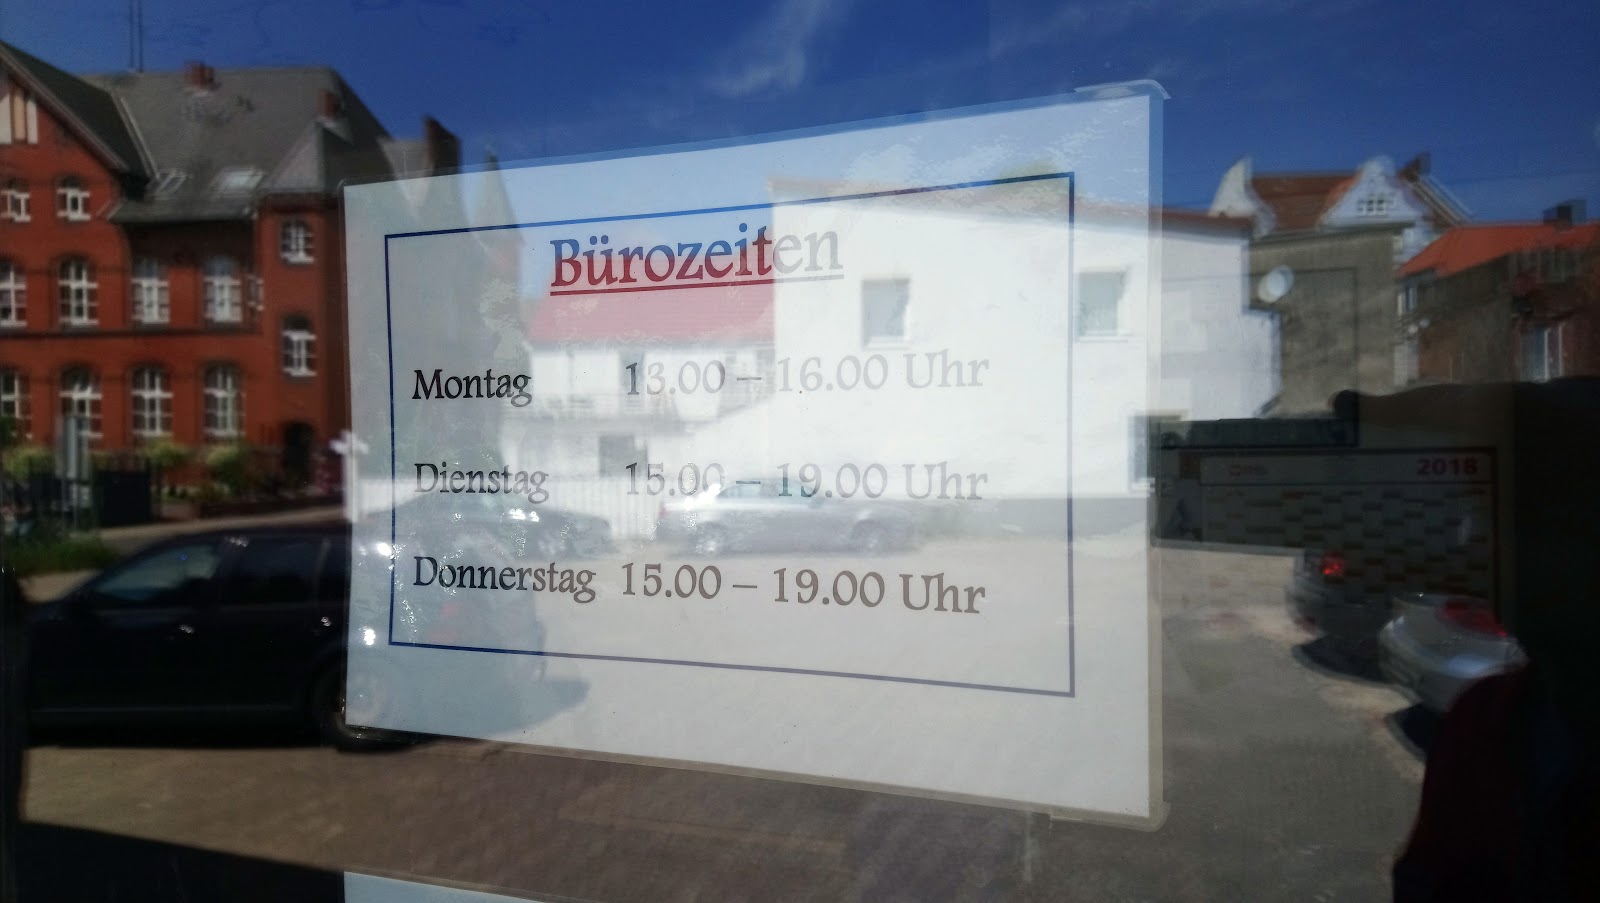 Bürozeiten
Montag 13.00 – 16.00 Uhr
Dienstag 15.00 – 19.00 Uhr
Donnerstag 15.00 – 19.00 Uhr
2018